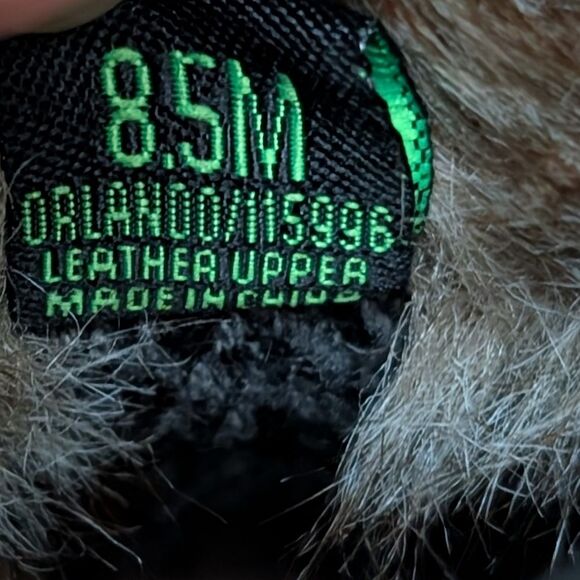 8.5M
ORLANDO/115996
LEATHER UPPER
MADE IN CHINA